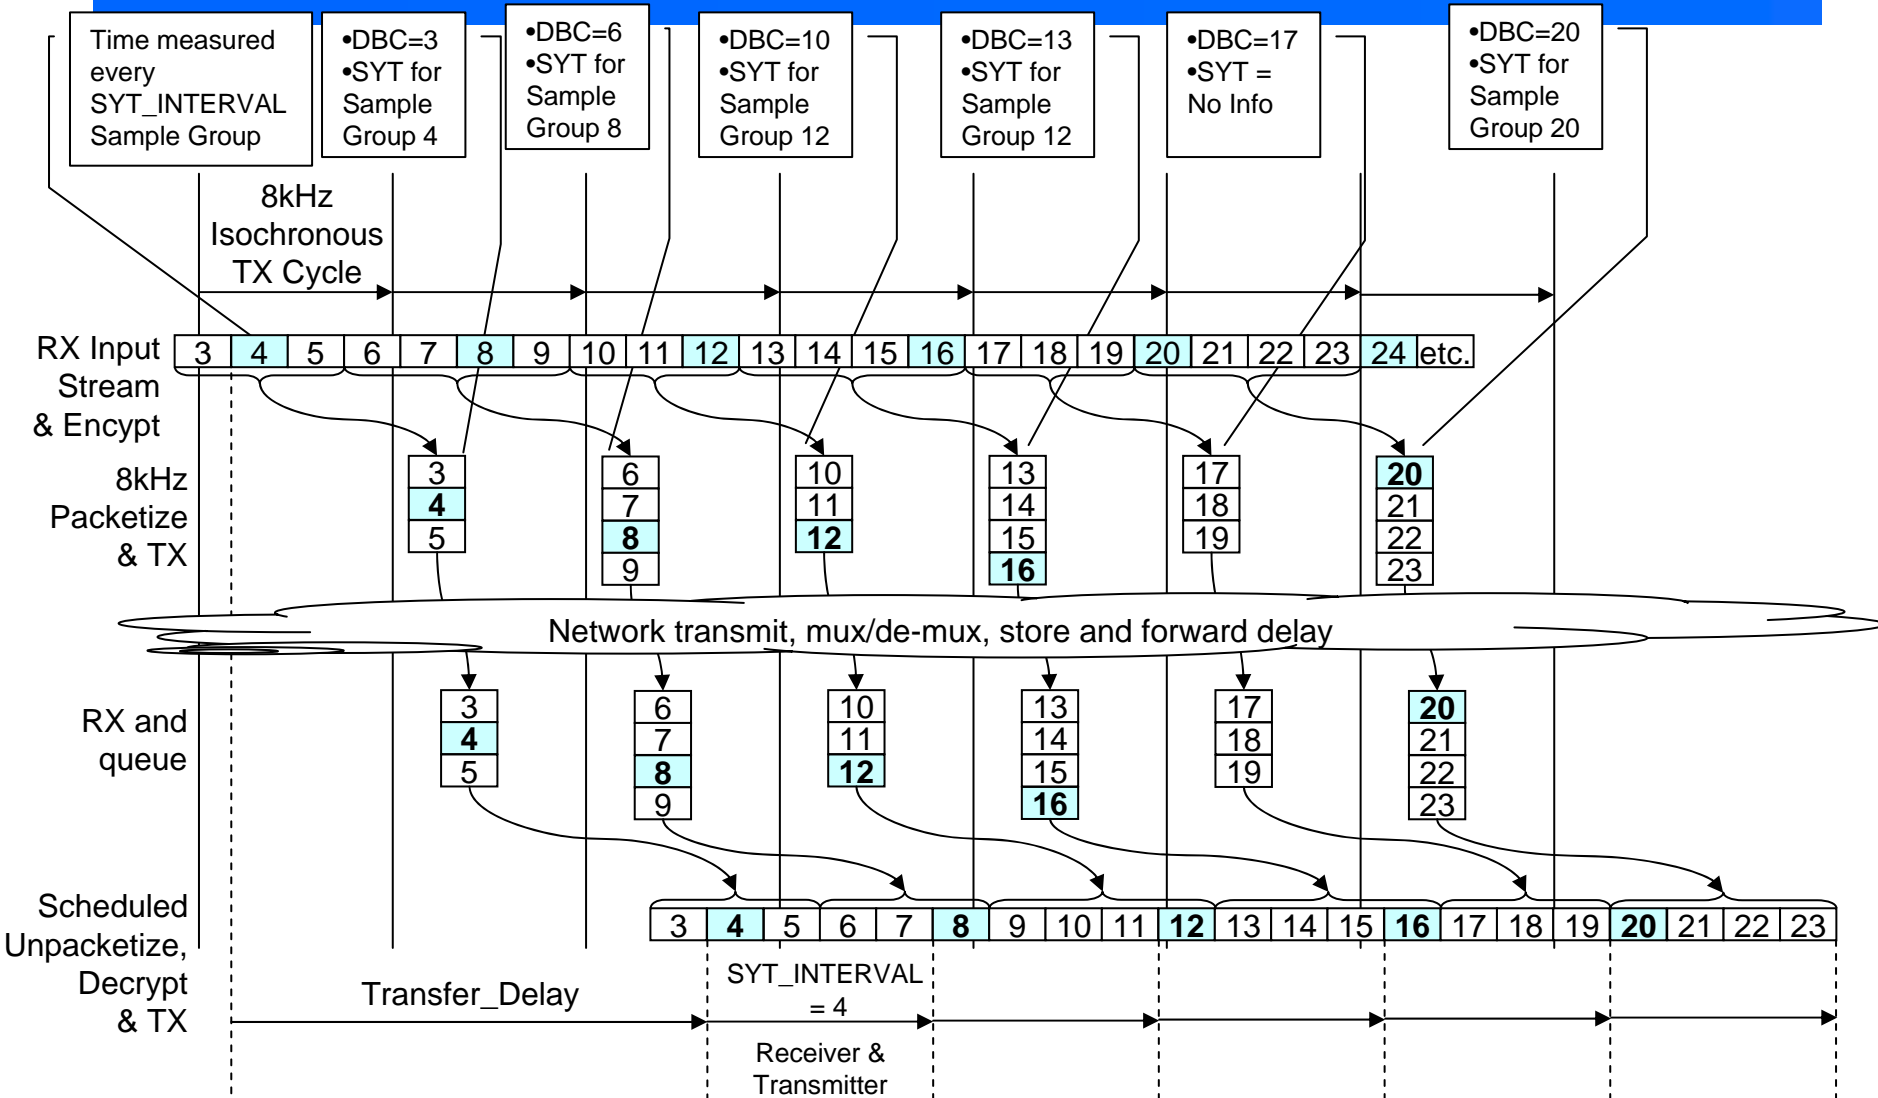 Time measured
every
SYT_INTERVAL
Sample Group
•DBC=3
•SYT for
Sample
Group 4
•DBC=6
•SYT for
Sample
Group 8
•DBC=10
•SYT for
Sample
Group 12
•DBC=13
•SYT for
Sample
Group 12
•DBC=17
•SYT =
No Info
•DBC=20
•SYT for
Sample
Group 20
8kHz
Isochronous
TX Cycle
RX Input
Stream
& Encypt
3 4 5 6 7 8 9 10 11 12 13 14 15 16 17 18 19 20 21 22 23 24 etc.
8kHz
Packetize
& TX
3
4
5
6
7
8
9
10
11
12
13
14
15
16
17
18
19
20
21
22
23
Network transmit, mux/de-mux, store and forward delay
RX and
queue
3
4
5
6
7
8
9
10
11
12
13
14
15
16
17
18
19
20
21
22
23
Scheduled
Unpacketize,
Decrypt
& TX
3 4 5 6 7 8 9 10 11 12 13 14 15 16 17 18 19 20 21 22 23
Transfer_Delay
SYT_INTERVAL
= 4
Receiver &
Transmitter